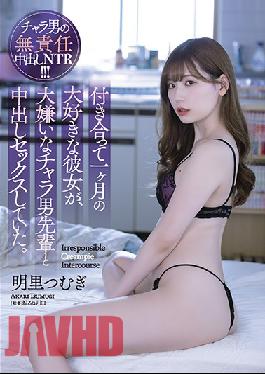 チャラ男の
無責任
中出しNTR!!!
付き合って一ヶ月の
大好きな彼女が、
大嫌いなチャラ男先輩と
中出しセックスしていた。
Irresponsible
Creampie
Intercourse
明里つむぎ
AKARI TSUMUGI
JAVHD